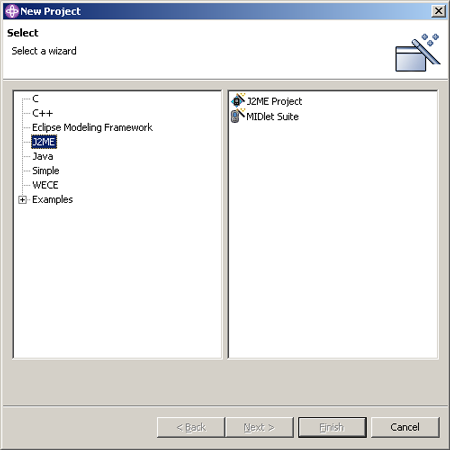 New Project
Select
Select a wizard
C
C++
Eclipse Modeling Framework
J2ME
Java
Simple
WECE
Examples
J2ME Project
MIDlet Suite
< Back
Next >
Finish
Cancel